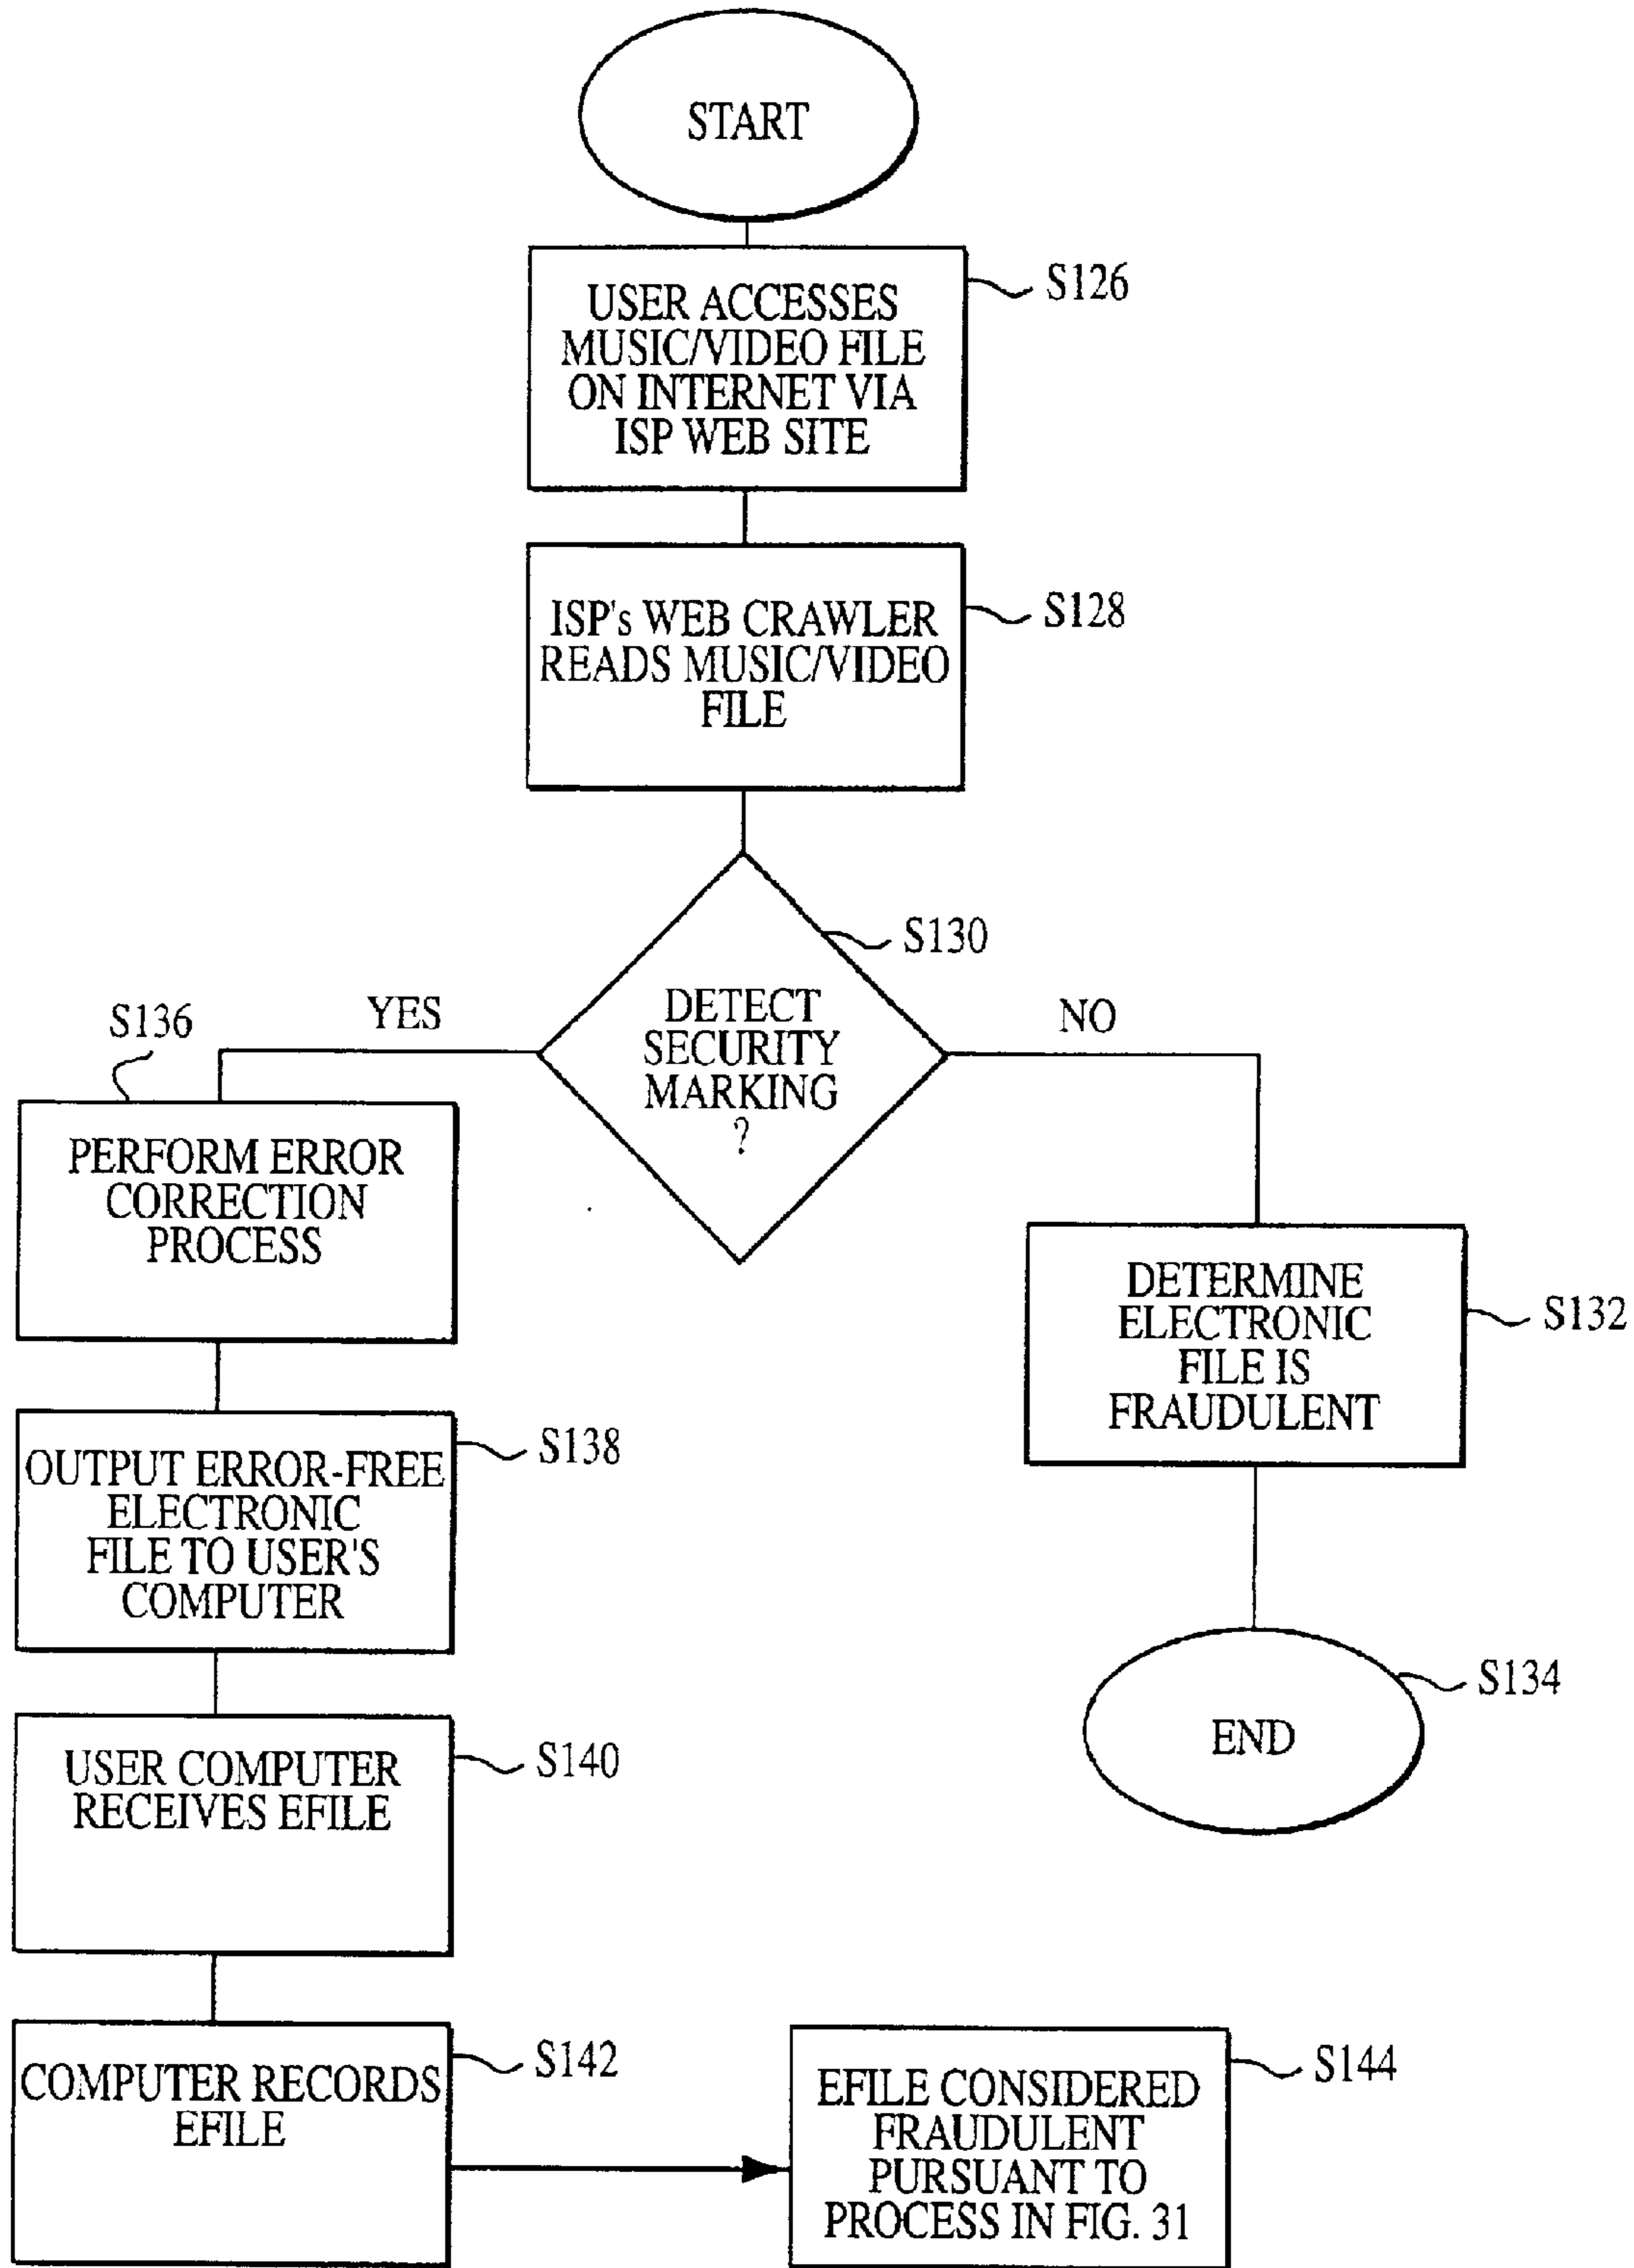 START
S126
USER ACCESSES
MUSIC/VIDEO FILE
ON INTERNET VIA
ISP WEB SITE
S128
ISP's WEB CRAWLER
READS MUSIC/VIDEO
FILE
S130
DETECT
SECURITY
MARKING
?
YES
NO
S136
PERFORM ERROR
CORRECTION
PROCESS
DETERMINE
ELECTRONIC
FILE IS
FRAUDULENT
S132
S138
OUTPUT ERROR-FREE
ELECTRONIC
FILE TO USER'S
COMPUTER
S134
END
S140
USER COMPUTER
RECEIVES EFILE
S142
COMPUTER RECORDS
EFILE
S144
EFILE CONSIDERED
FRAUDULENT
PURSUANT TO
PROCESS IN FIG. 31